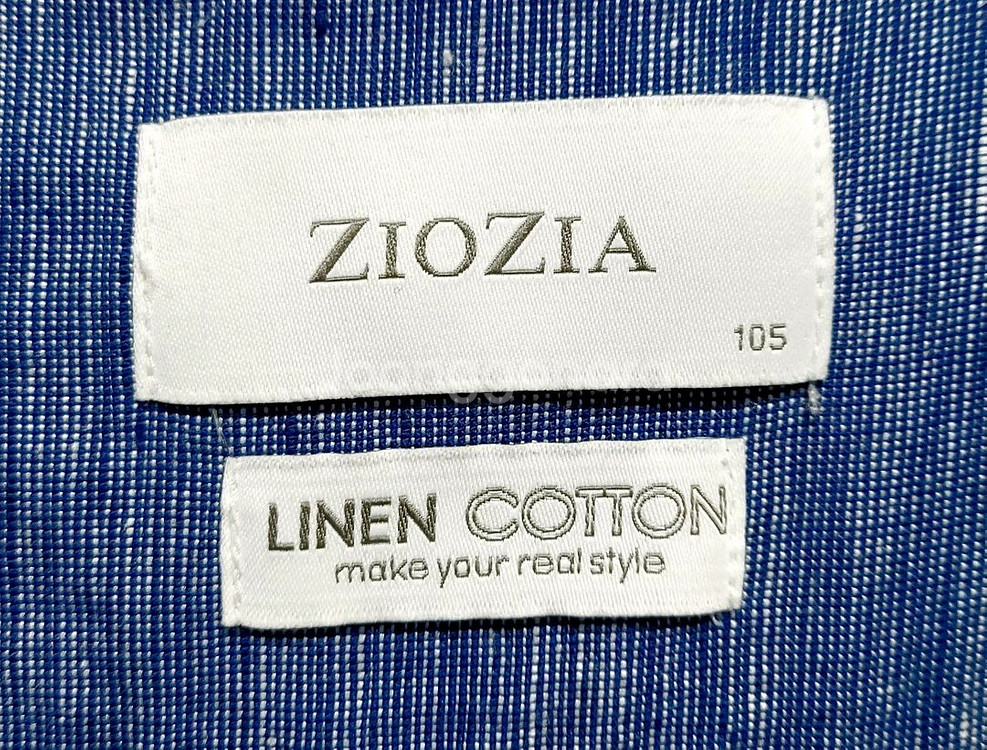 ZIOZIA
105
LINEN COTTON
make your real style